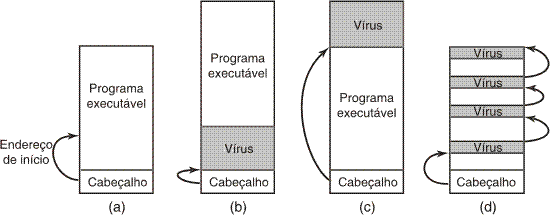 Endereço
de início
Programa
executável
Cabeçalho
(a)
Programa
executável
Vírus
Cabeçalho
(b)
Vírus
Programa
executável
Cabeçalho
(c)
Vírus
Vírus
Vírus
Vírus
Cabeçalho
(d)